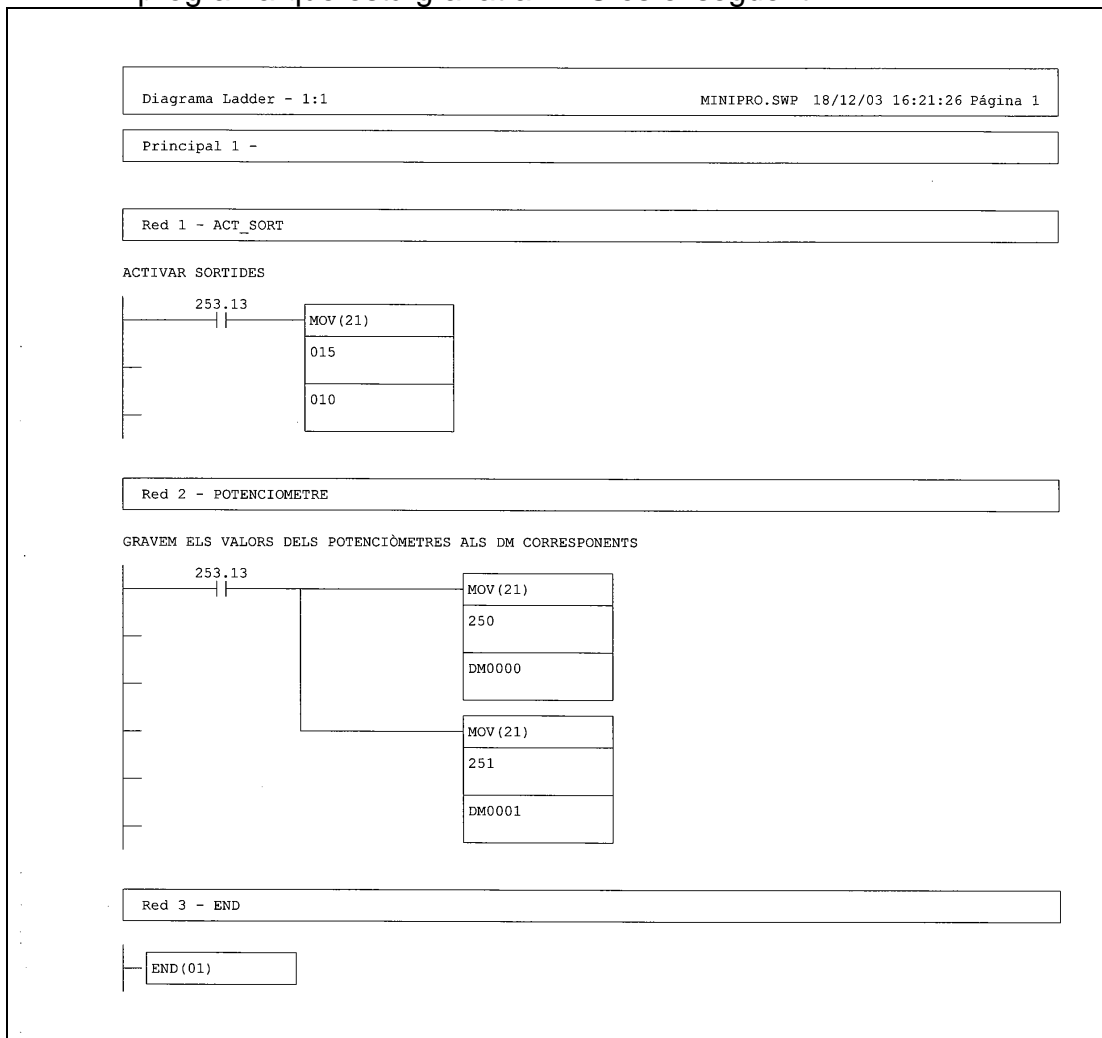 Diagrama Ladder - 1:1 MINIPRO.SWP 18/12/03 16:21:26 Página 1
Principal 1 -
Red 1 - ACT_SORT
ACTIVAR SORTIDES
253.13
MOV(21)
015
010
Red 2 - POTENCIOMETRE
GRAVEM ELS VALORS DELS POTENCIÒMETRES ALS DM CORRESPONENTS
253.13
MOV(21)
250
DM0000
MOV(21)
251
DM0001
Red 3 - END
END(01)